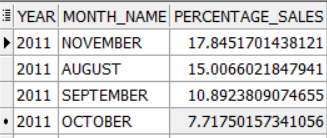 YEAR MONTH_NAME PERCENTAGE_SALES
2011 NOVEMBER 17.8451701438121
2011 AUGUST 15.0066021847941
2011 SEPTEMBER 10.8923809074655
2011 OCTOBER 7.71750157341056